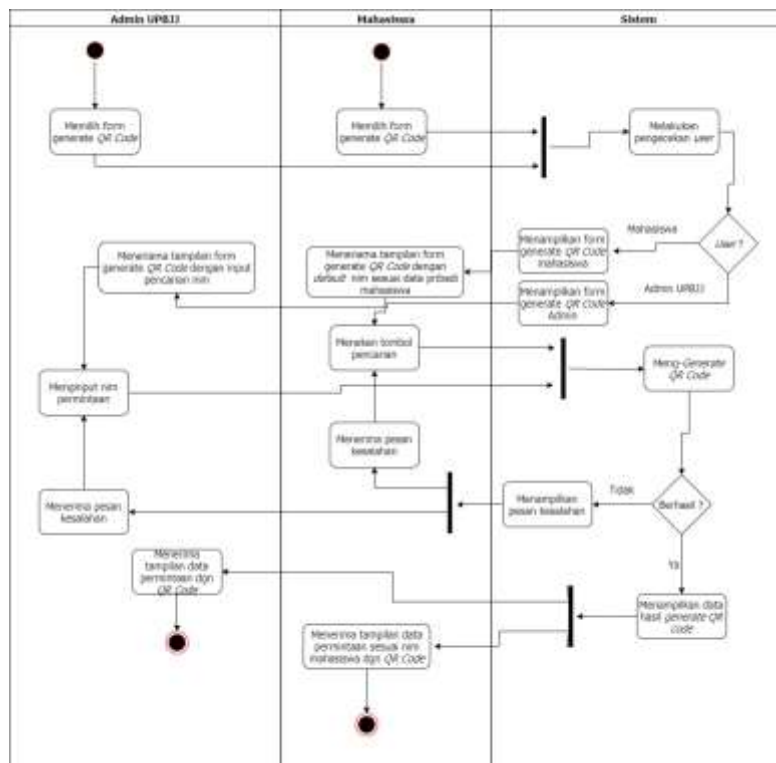 Admin UPBJJ
Mahasiswa
Sistem
Memilih form
generate QR Code
Memilih form
generate QR Code
Melakukan
pengecekan user
User ?
Mahasiswa
Admin UPBJJ
Menampilkan form
generate QR Code
mahasiswa
Menampilkan form
generate QR Code
Admin
Menerima tampilan form
generate QR Code dengan
default nim sesuai data pribadi
mahasiswa
Menerima tampilan form
generate QR Code dengan input
pencarian nim
Menekan tombol
pencarian
Menginput nim
permintaan
Meng-Generate
QR Code
Berhasil ?
Tidak
Ya
Menampilkan
pesan kesalahan
Menerima pesan
kesalahan
Menerima pesan
kesalahan
Menampilkan data
hasil generate QR
code
Menerima
tampilan data
permintaan dgn
QR Code
Menerima tampilan data
permintaan sesuai nim
mahasiswa dgn QR Code